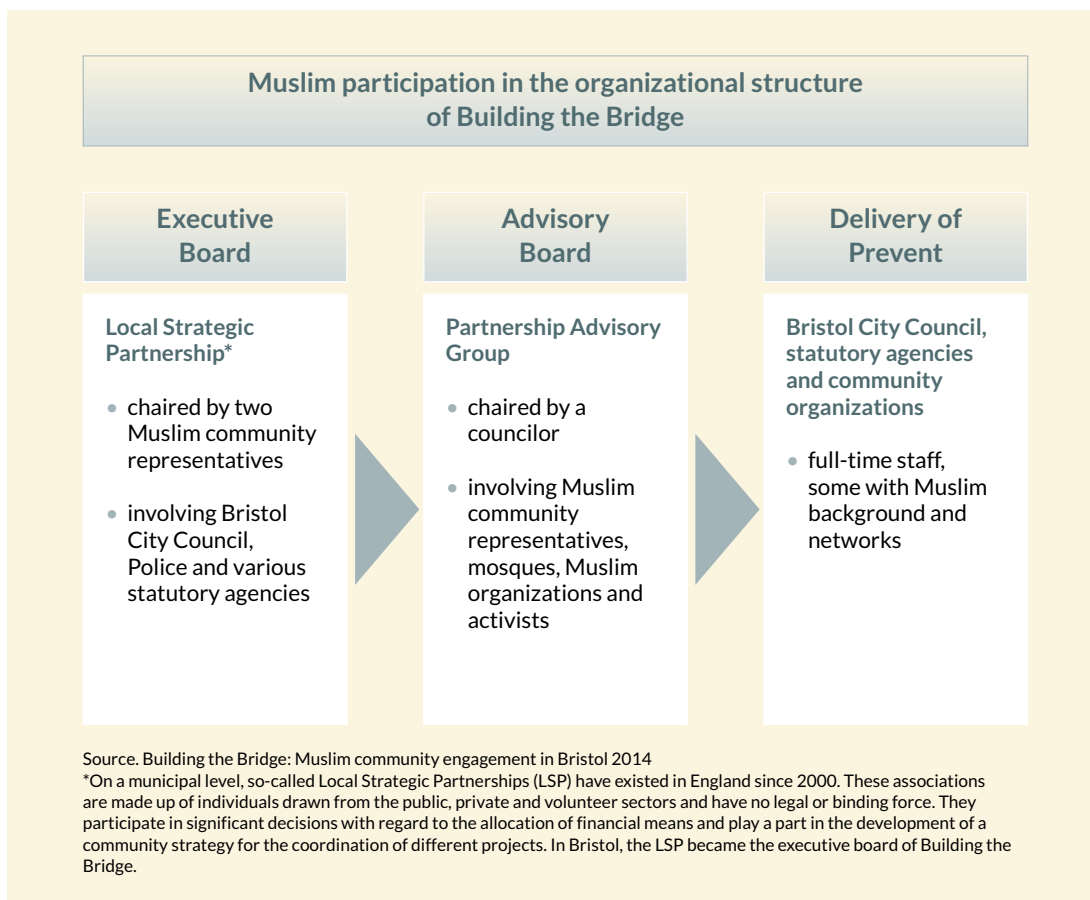 Muslim participation in the organizational structure
of Building the Bridge
Executive
Board
Local Strategic
Partnership*
• chaired by two
Muslim community
representatives
• involving Bristol
City Council,
Police and various
statutory agencies
Advisory
Board
Partnership Advisory
Group
• chaired by a
councilor
• involving Muslim
community
representatives,
mosques, Muslim
organizations and
activists
Delivery of
Prevent
Bristol City Council,
statutory agencies
and community
organizations
• full-time staff,
some with Muslim
background and
networks
Source. Building the Bridge: Muslim community engagement in Bristol 2014
*On a municipal level, so-called Local Strategic Partnerships (LSP) have existed in England since 2000. These associations
are made up of individuals drawn from the public, private and volunteer sectors and have no legal or binding force. They
participate in significant decisions with regard to the allocation of financial means and play a part in the development of a
community strategy for the coordination of different projects. In Bristol, the LSP became the executive board of Building the
Bridge.